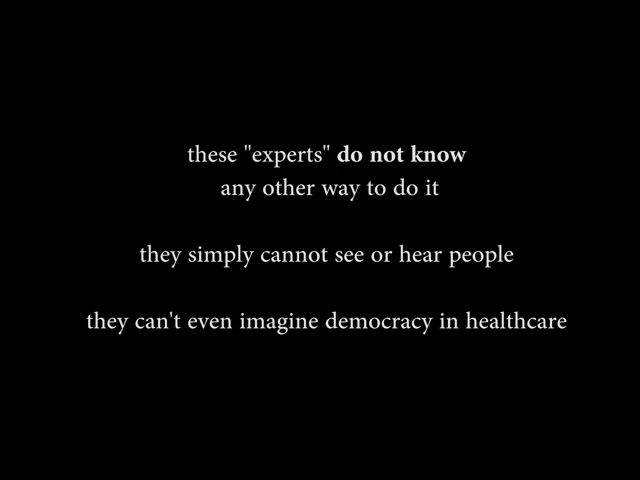 these "experts" do not know
any other way to do it
they simply cannot see or hear people
they can't even imagine democracy in healthcare